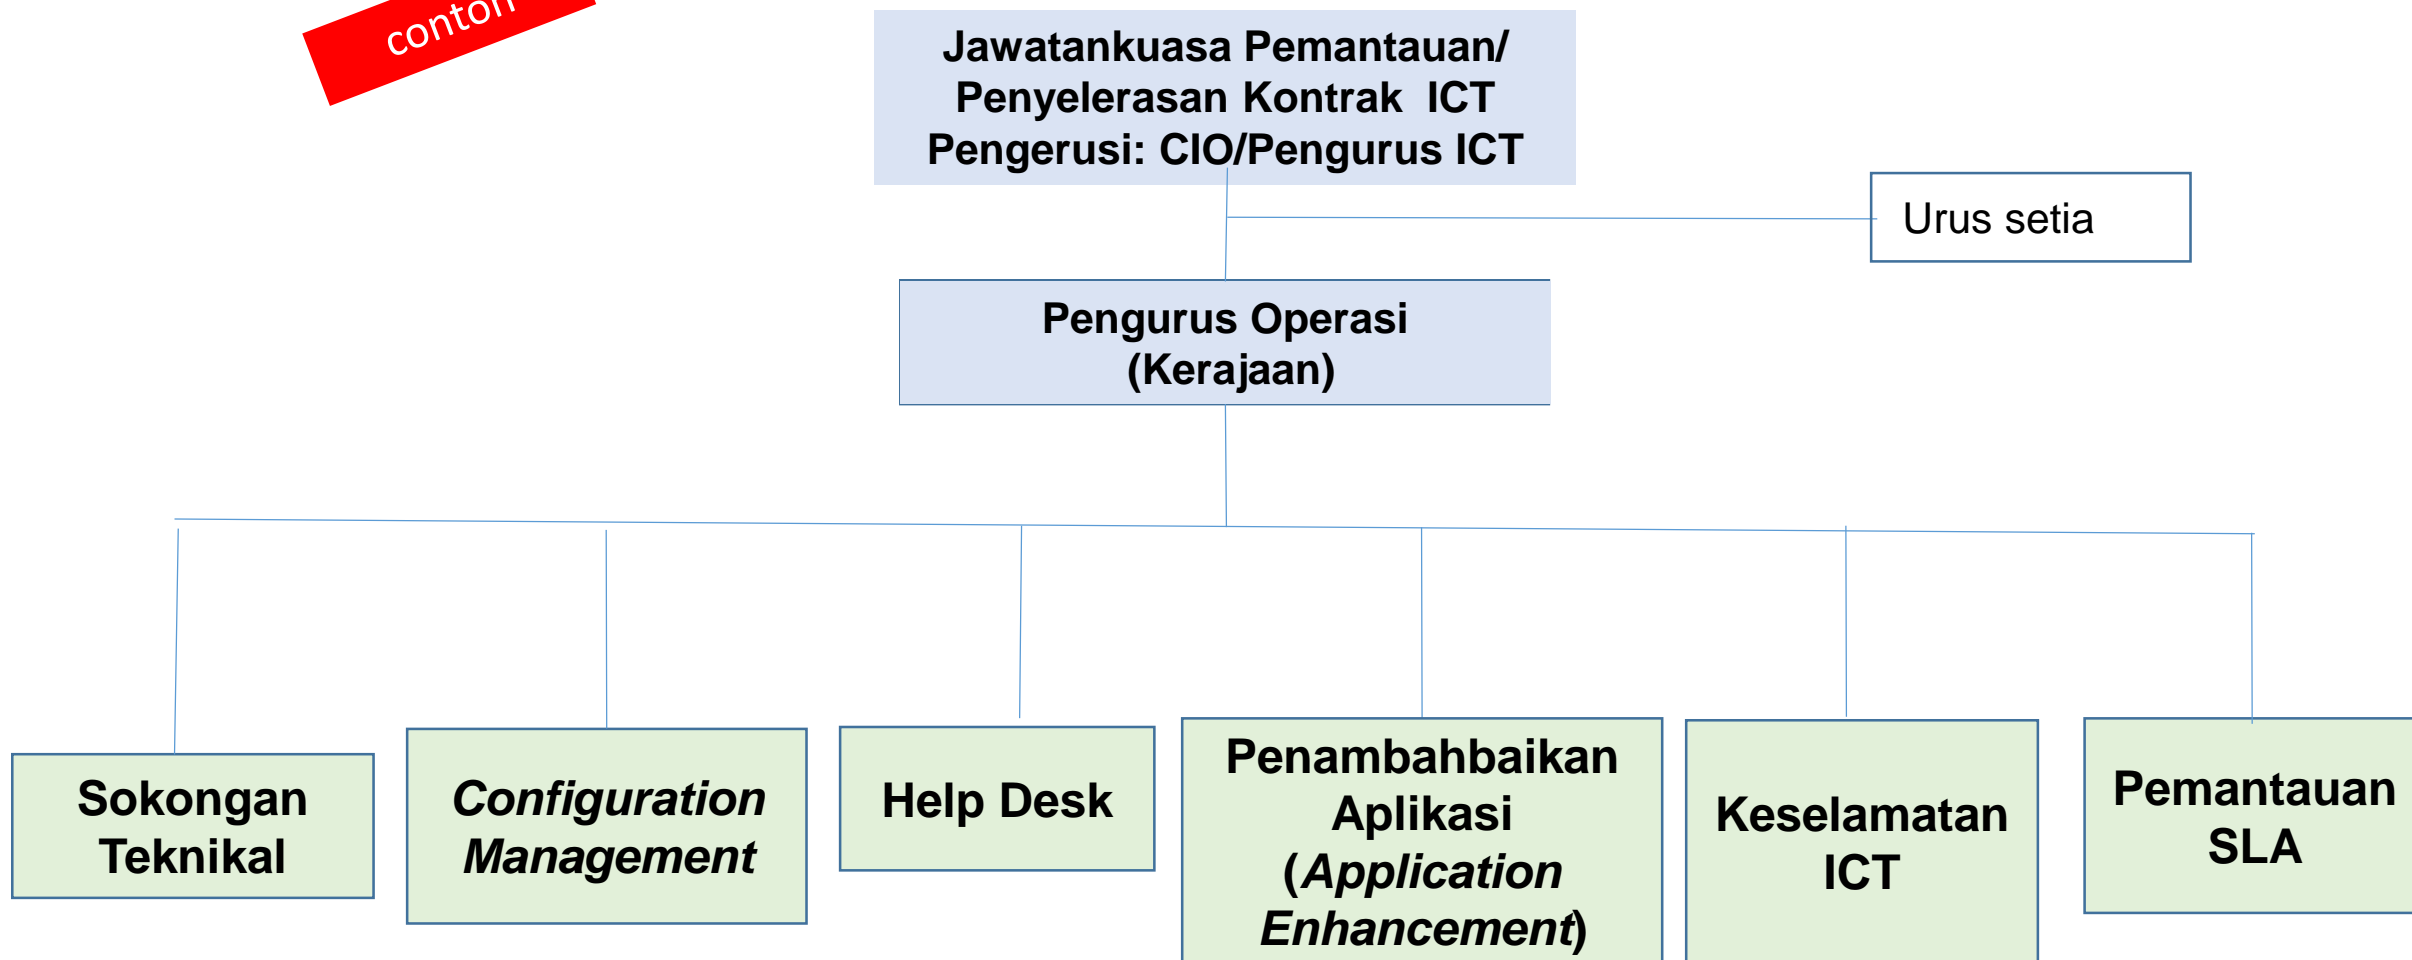 contoh
Jawatankuasa Pemantauan/
Penyelerasan Kontrak ICT
Pengerusi: CIO/Pengurus ICT
Urus setia
Pengurus Operasi
(Kerajaan)
Sokongan
Teknikal
Configuration
Management
Help Desk
Penambahbaikan
Aplikasi
(Application
Enhancement)
Keselamatan
ICT
Pemantauan
SLA